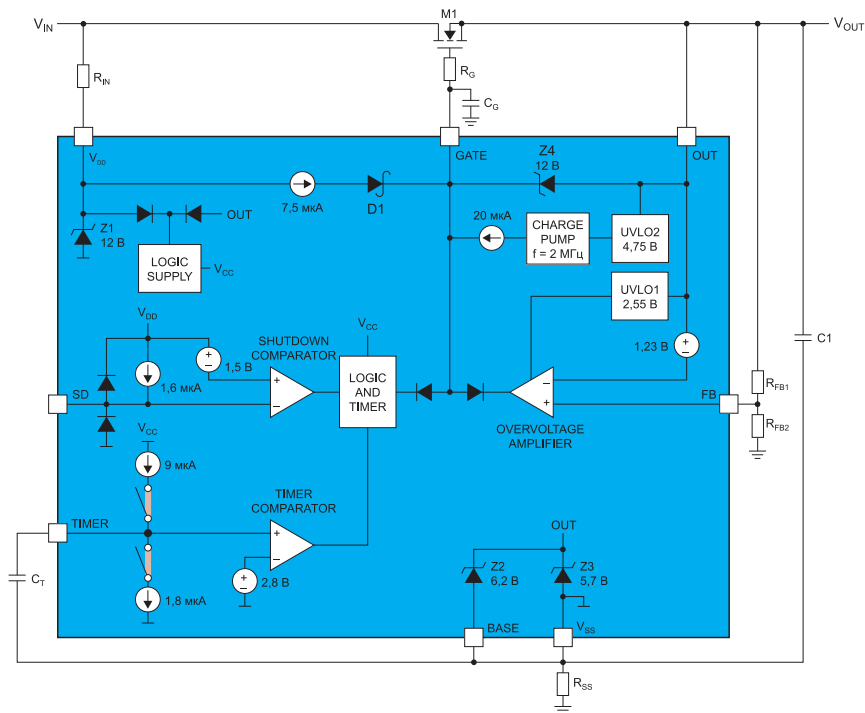 M1
V_IN
V_OUT
R_IN
R_G
C_G
V_DD
GATE
OUT
Z4
12 В
7,5 мкА
D1
OUT
20 мкА
CHARGE
PUMP
f = 2 МГц
UVLO2
4,75 В
Z1
12 В
LOGIC
SUPPLY
V_CC
UVLO1
2,55 В
V_DD
SHUTDOWN
COMPARATOR
V_CC
1,23 В
C1
1,5 В
1,6 мкА
LOGIC
AND
TIMER
R_FB1
SD
FB
OVERVOLTAGE
AMPLIFIER
R_FB2
V_CC
9 мкА
TIMER
COMPARATOR
TIMER
OUT
C_T
2,8 В
Z2
6,2 В
Z3
5,7 В
1,8 мкА
BASE
V_SS
R_SS